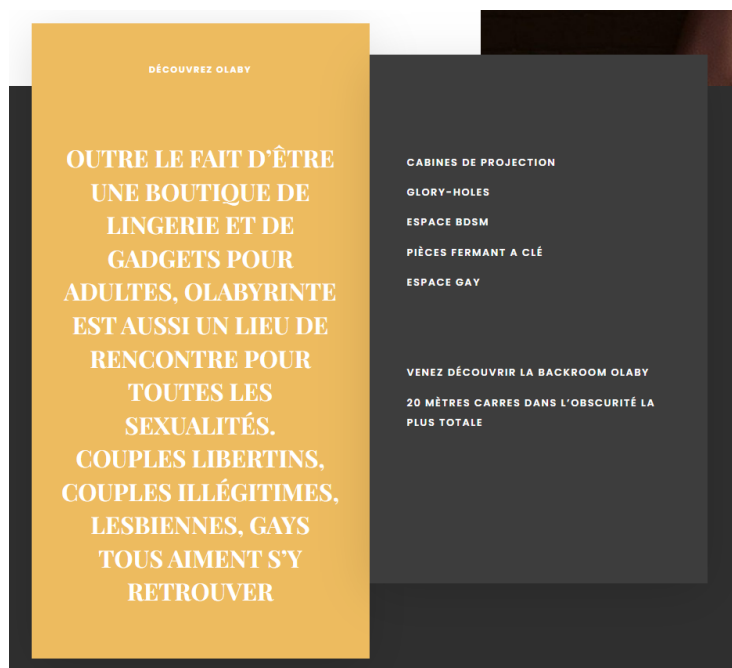 DÉCOUVREZ OLABY
OUTRE LE FAIT D'ÊTRE
UNE BOUTIQUE DE
LINGERIE ET DE
GADGETS POUR
ADULTES, OLABYRINTE
EST AUSSI UN LIEU DE
RENCONTRE POUR
TOUTES LES
SEXUALITÉS.
COUPLES LIBERTINS,
COUPLES ILLÉGITIMES,
LESBIENNES, GAYS
TOUS AIMENT S'Y
RETROUVER
CABINES DE PROJECTION
GLORY-HOLES
ESPACE BDSM
PIÈCES FERMANT A CLÉ
ESPACE GAY
VENEZ DÉCOUVRIR LA BACKROOM OLABY
20 MÈTRES CARRES DANS L'OBSCURITÉ LA
PLUS TOTALE